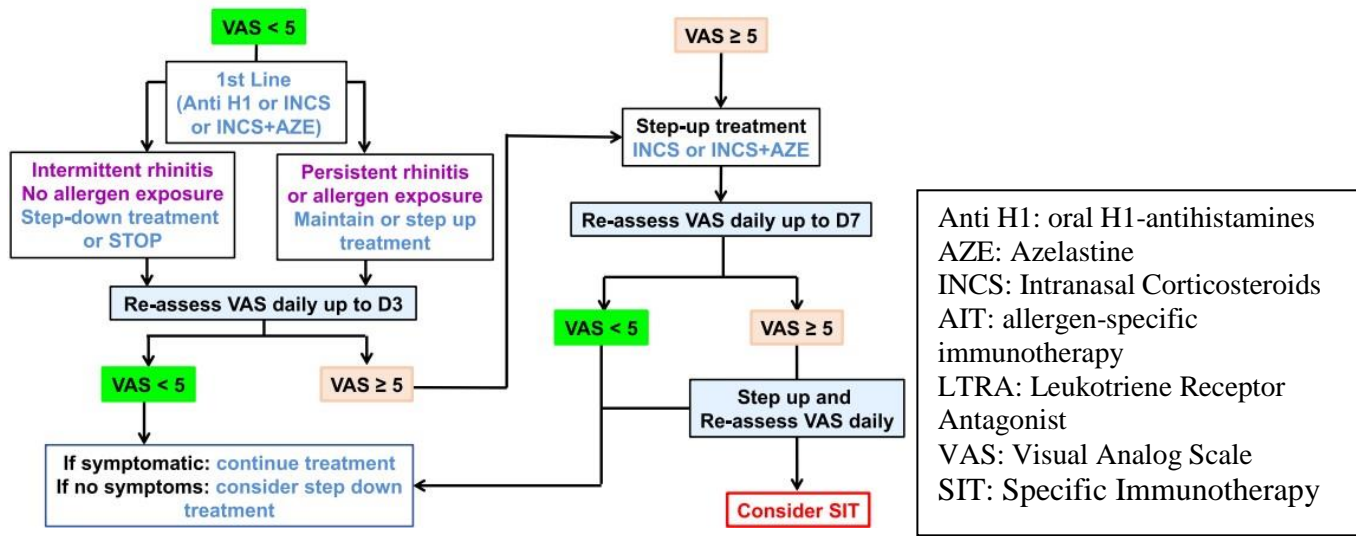 VAS < 5
1st Line
(Anti H1 or INCS
or INCS+AZE)
Intermittent rhinitis
No allergen exposure
Step-down treatment
or STOP
Persistent rhinitis
or allergen exposure
Maintain or step up
treatment
Re-assess VAS daily up to D3
VAS < 5
VAS ≥ 5
If symptomatic: continue treatment
If no symptoms: consider step down
treatment
VAS ≥ 5
Step-up treatment
INCS or INCS+AZE
Re-assess VAS daily up to D7
VAS < 5
VAS ≥ 5
Step up and
Re-assess VAS daily
Consider SIT
Anti H1: oral H1-antihistamines
AZE: Azelastine
INCS: Intranasal Corticosteroids
AIT: allergen-specific
immunotherapy
LTRA: Leukotriene Receptor
Antagonist
VAS: Visual Analog Scale
SIT: Specific Immunotherapy